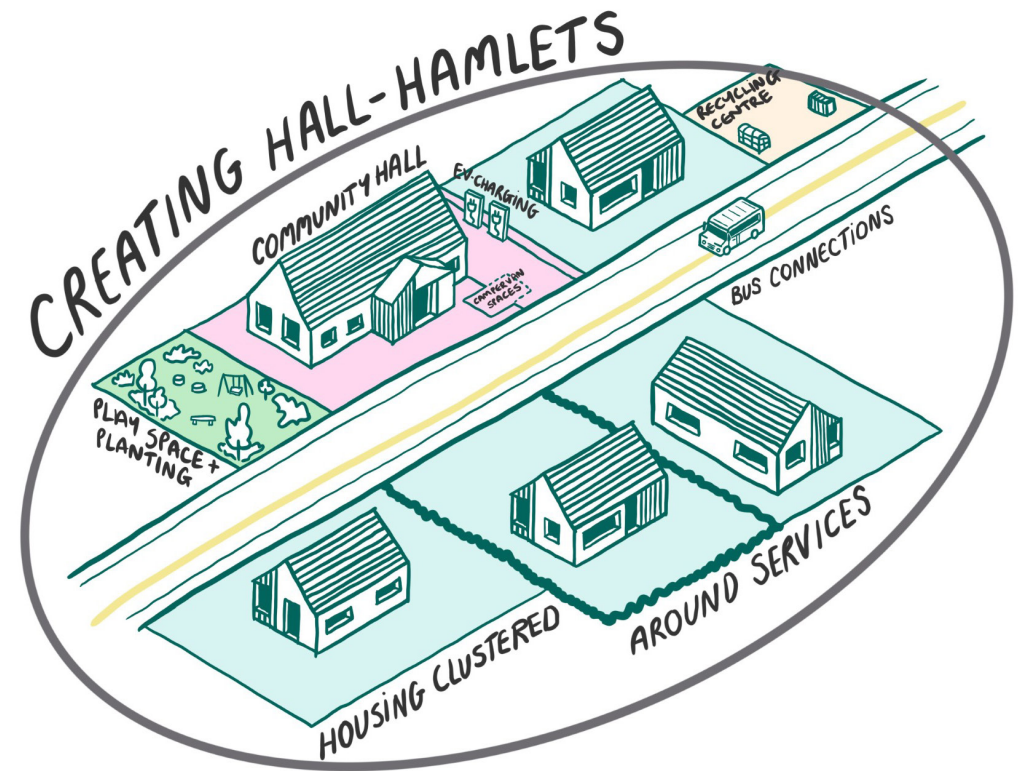 CREATING HALL-HAMLETS
RECYCLING
CENTRE
COMMUNITY HALL
EV-CHARGING
CAMPERVAN
SPACES
BUS CONNECTIONS
PLAY SPACE +
PLANTING
HOUSING CLUSTERED
AROUND SERVICES